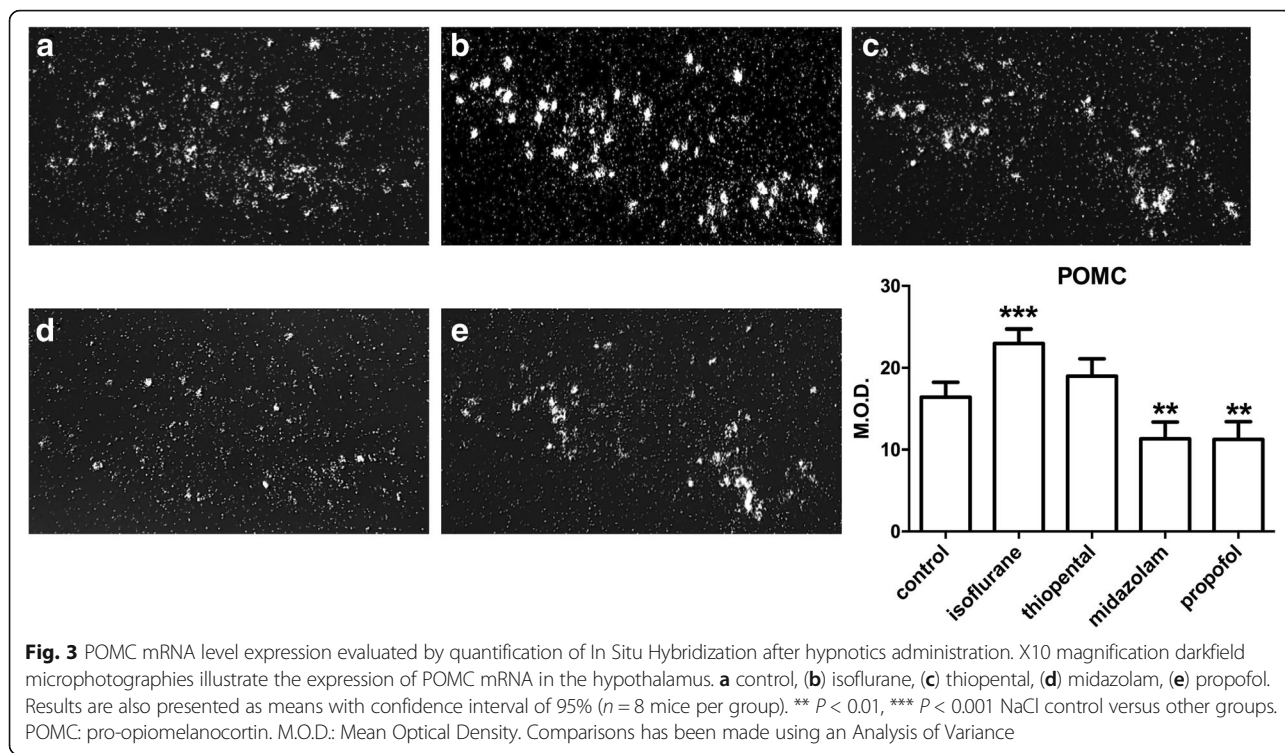 a
b
c
d
e
POMC
M.O.D.
30
20
10
0
***
**
**
control
isoflurane
thiopental
midazolam
propofol
Fig. 3 POMC mRNA level expression evaluated by quantification of In Situ Hybridization after hypnotics administration. X10 magnification darkfield
microphotographies illustrate the expression of POMC mRNA in the hypothalamus. a control, (b) isoflurane, (c) thiopental, (d) midazolam, (e) propofol.
Results are also presented as means with confidence interval of 95% (n = 8 mice per group). ** P < 0.01, *** P < 0.001 NaCl control versus other groups.
POMC: pro-opiomelanocortin. M.O.D.: Mean Optical Density. Comparisons has been made using an Analysis of Variance